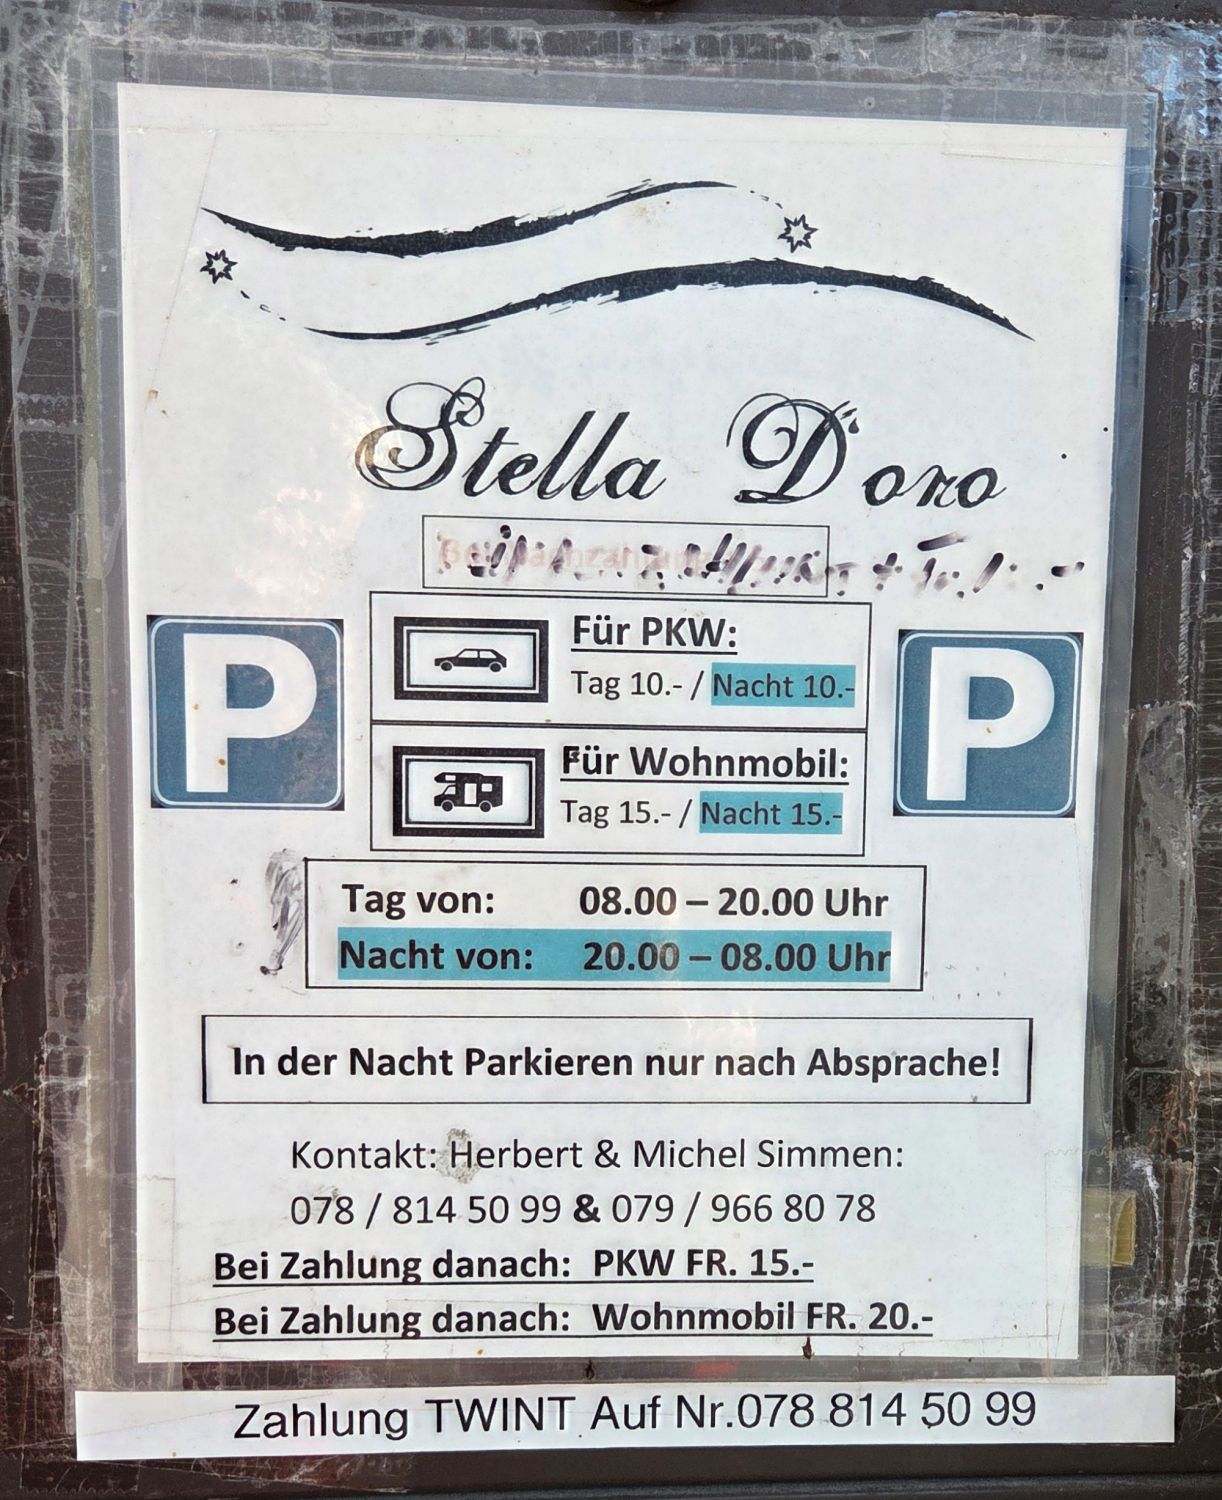 Stella D'oro
P
P
Für PKW:
Tag 10.- / Nacht 10.-
Für Wohnmobil:
Tag 15.- / Nacht 15.-
Tag von: 08.00 – 20.00 Uhr
Nacht von: 20.00 – 08.00 Uhr
In der Nacht Parkieren nur nach Absprache!
Kontakt: Herbert & Michel Simmen:
078 / 814 50 99 & 079 / 966 80 78
Bei Zahlung danach: PKW FR. 15.-
Bei Zahlung danach: Wohnmobil FR. 20.-
Zahlung TWINT Auf Nr.078 814 50 99